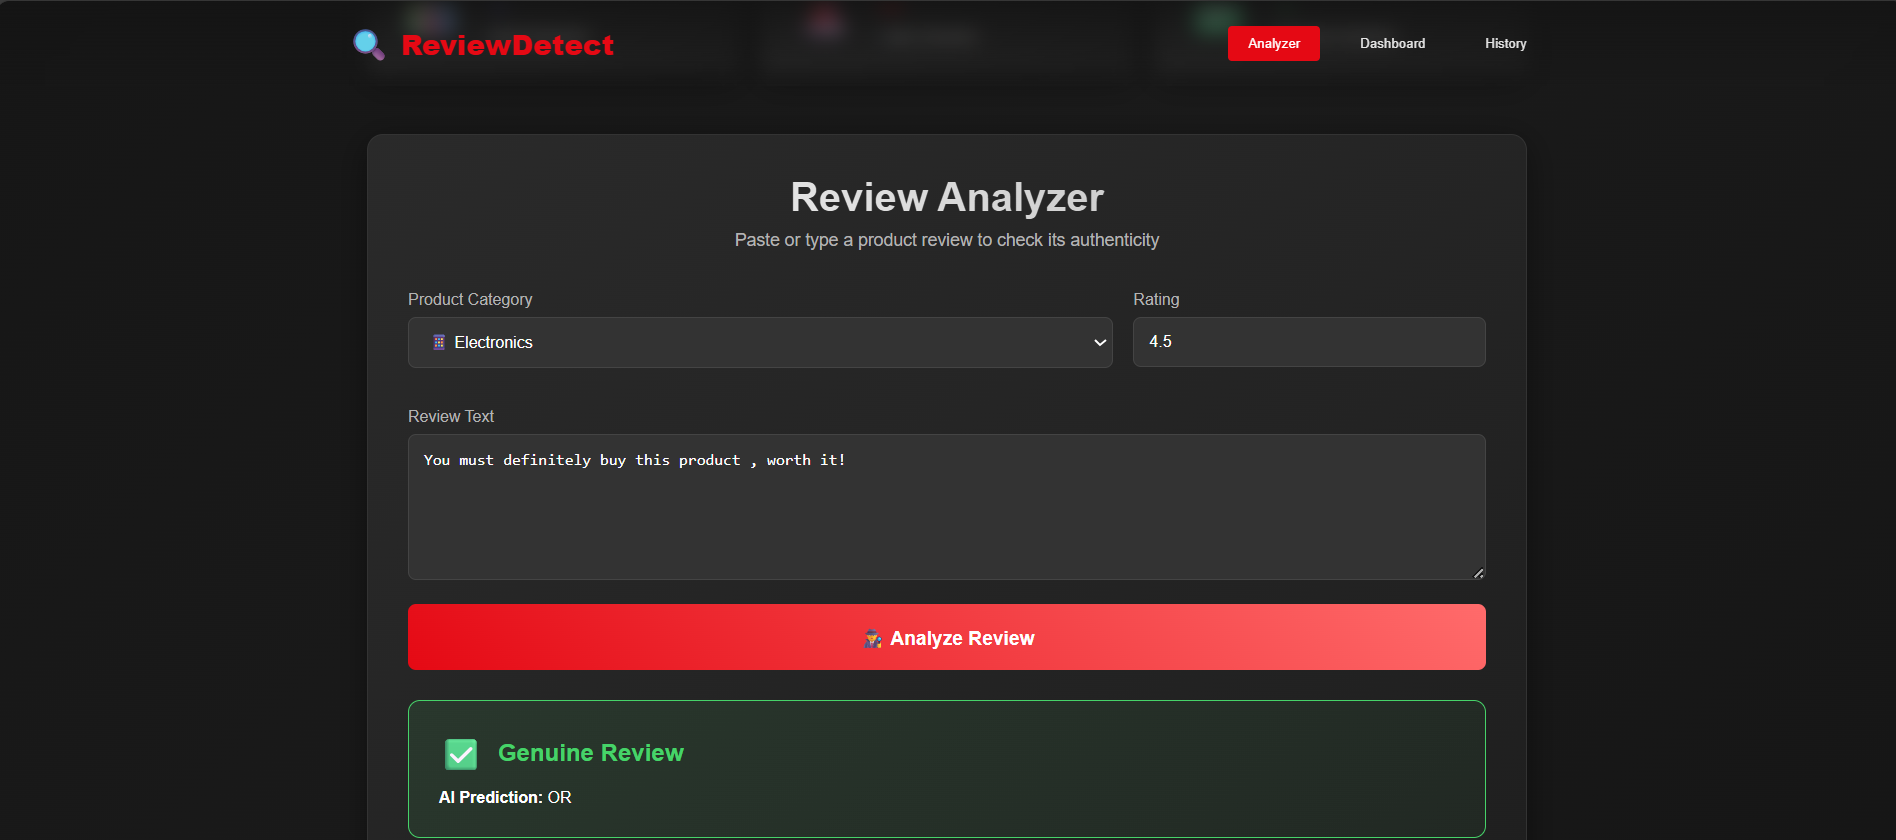 ReviewDetect
Analyzer
Dashboard
History
Review Analyzer
Paste or type a product review to check its authenticity
Product Category
Rating
Electronics
4.5
Review Text
You must definitely buy this product , worth it!
Analyze Review
Genuine Review
AI Prediction: OR